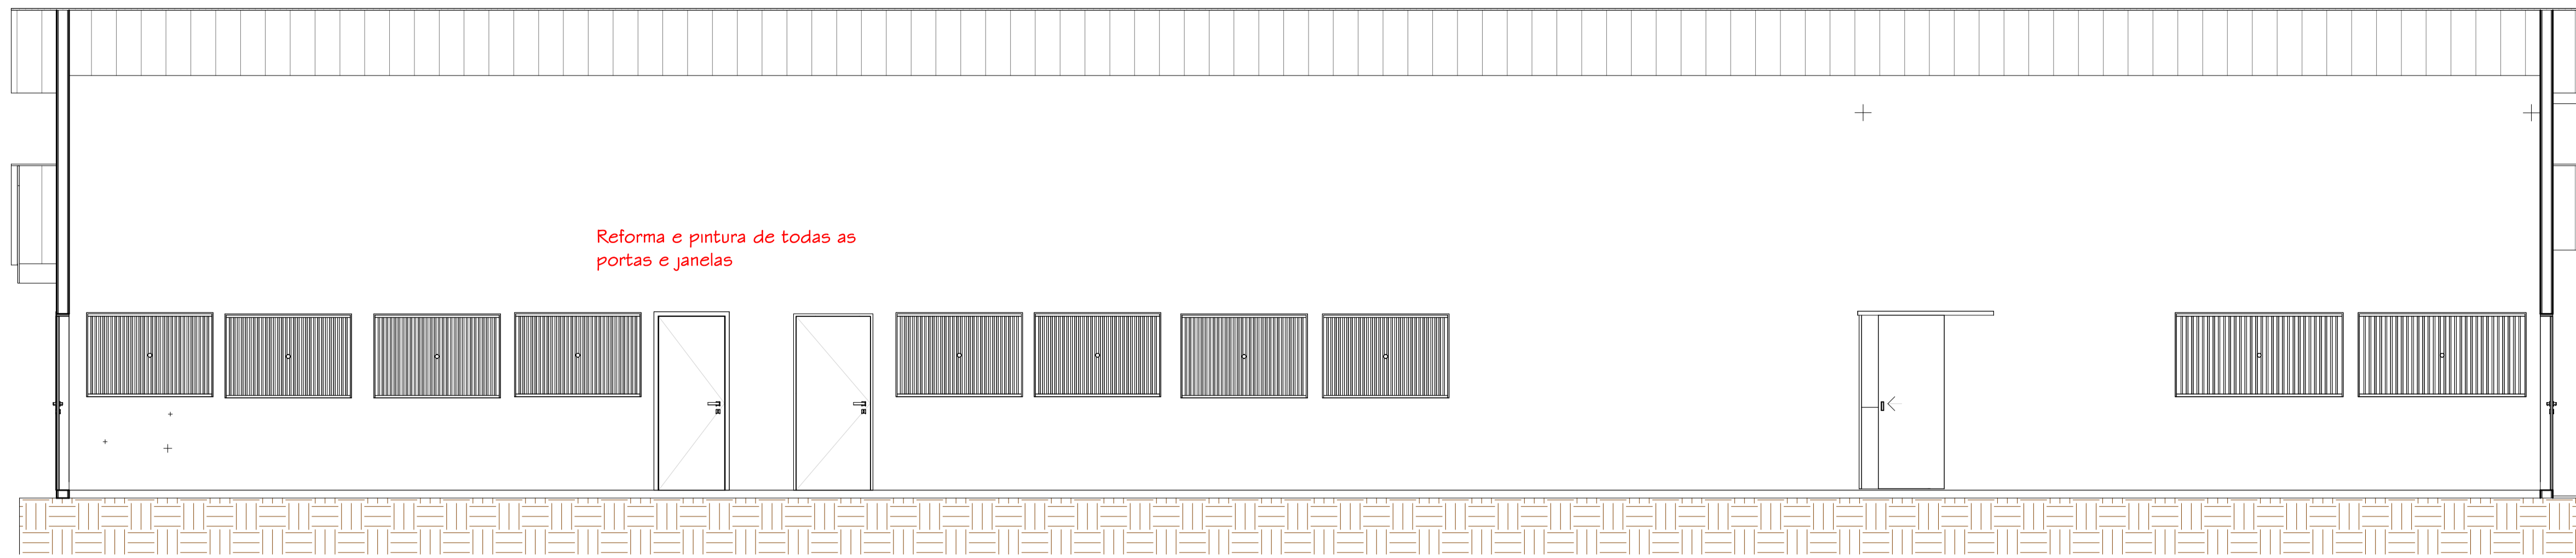 Reforma e pintura de todas as
portas e janelas